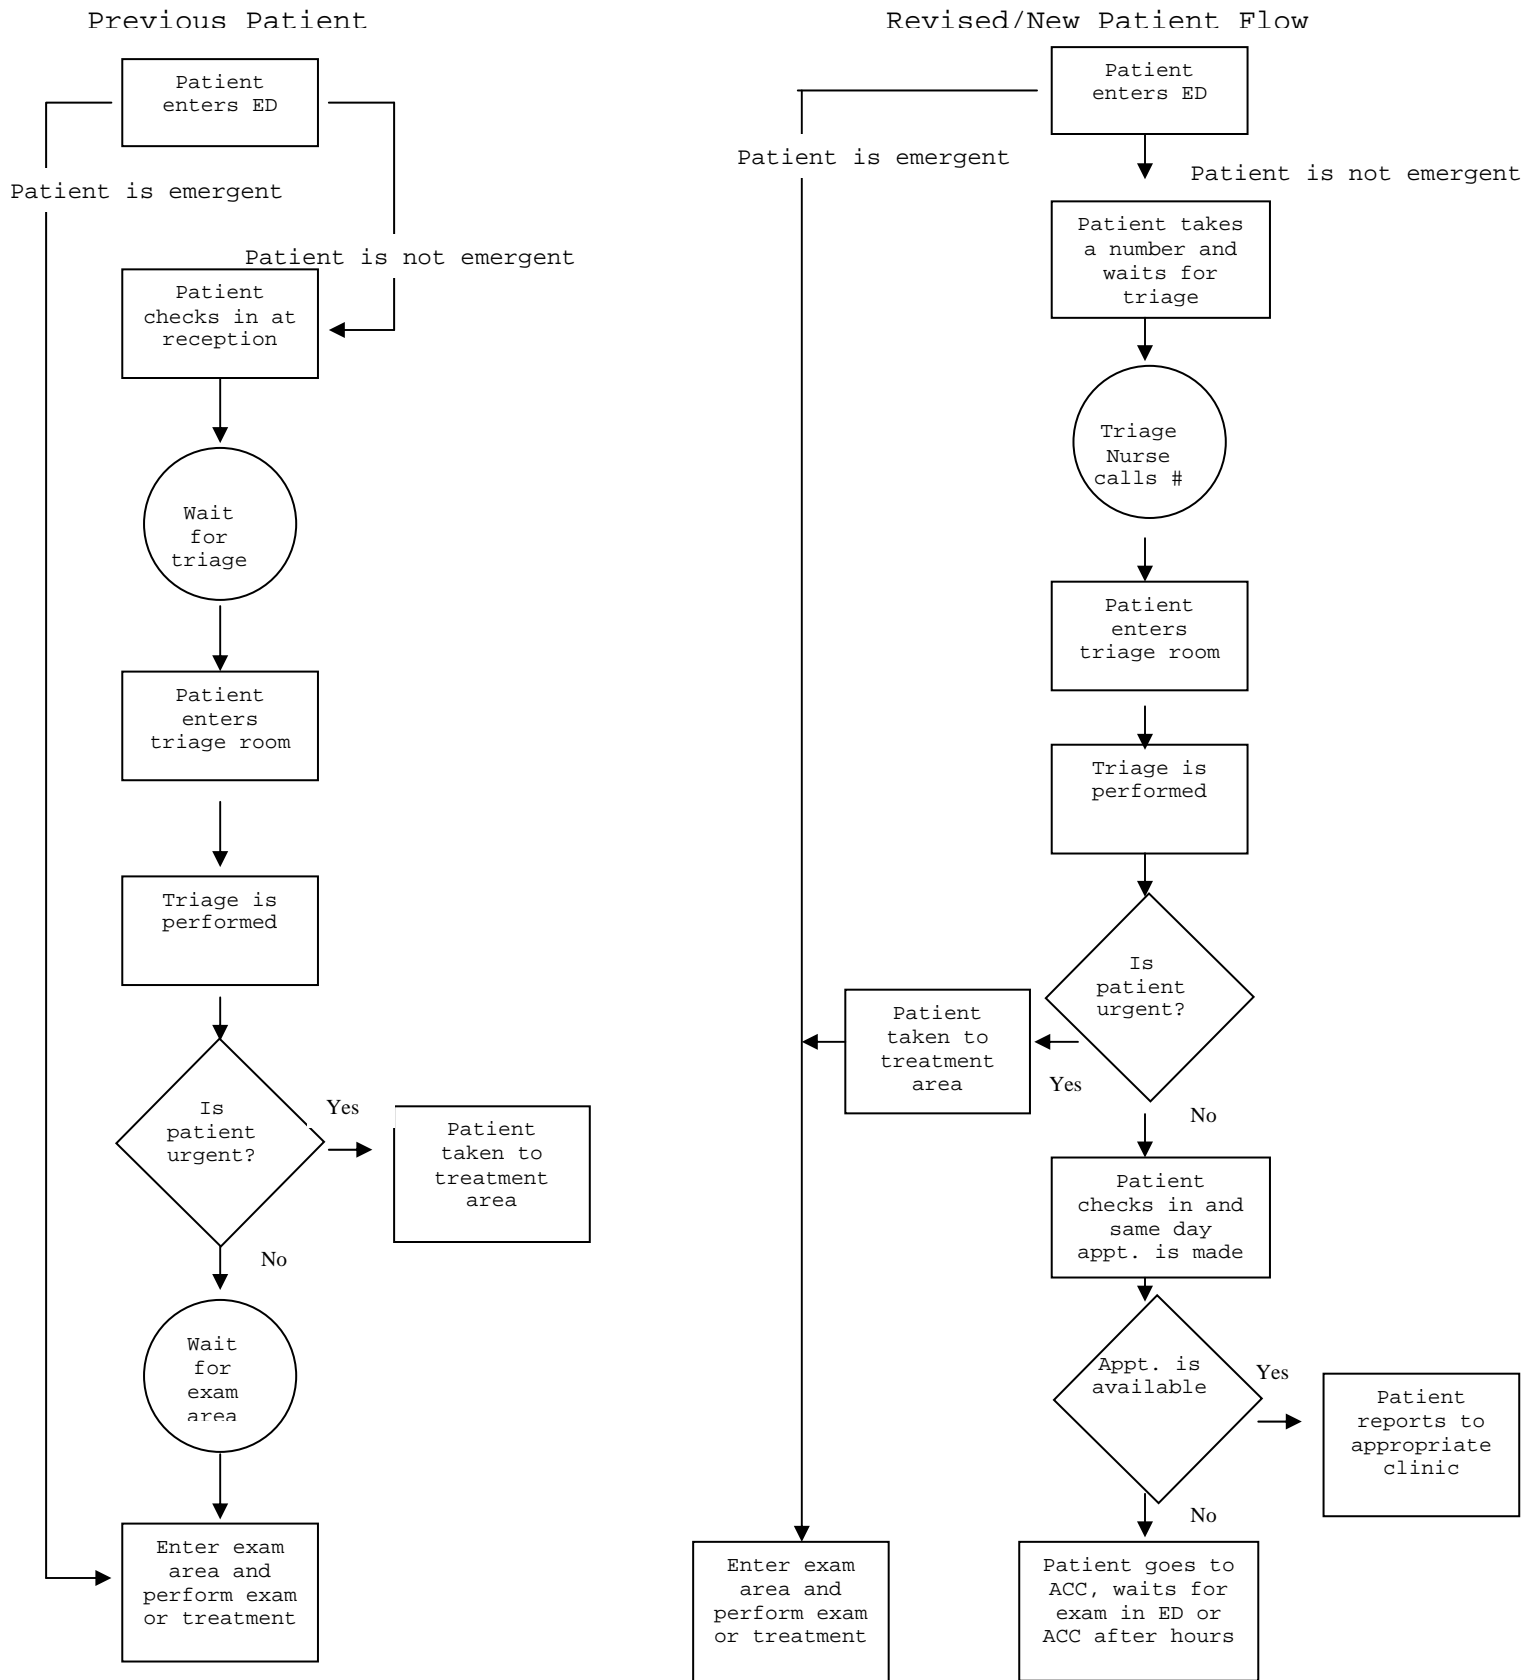 Previous Patient
Patient
enters ED
Patient is emergent
Patient is not emergent
Patient
checks in at
reception
Wait
for
triage
Patient
enters
triage room
Triage is
performed
Is
patient
urgent?
Yes
Patient
taken to
treatment
area
No
Wait
for
exam
area
Enter exam
area and
perform exam
or treatment
Revised/New Patient Flow
Patient
enters ED
Patient is emergent
Patient is not emergent
Patient takes
a number and
waits for
triage
Triage
Nurse
calls #
Patient
enters
triage room
Triage is
performed
Is
patient
urgent?
Yes
Patient
taken to
treatment
area
No
Patient
checks in and
same day
appt. is made
Appt. is
available
Yes
Patient
reports to
appropriate
clinic
No
Enter exam
area and
perform exam
or treatment
Patient goes to
ACC, waits for
exam in ED or
ACC after hours